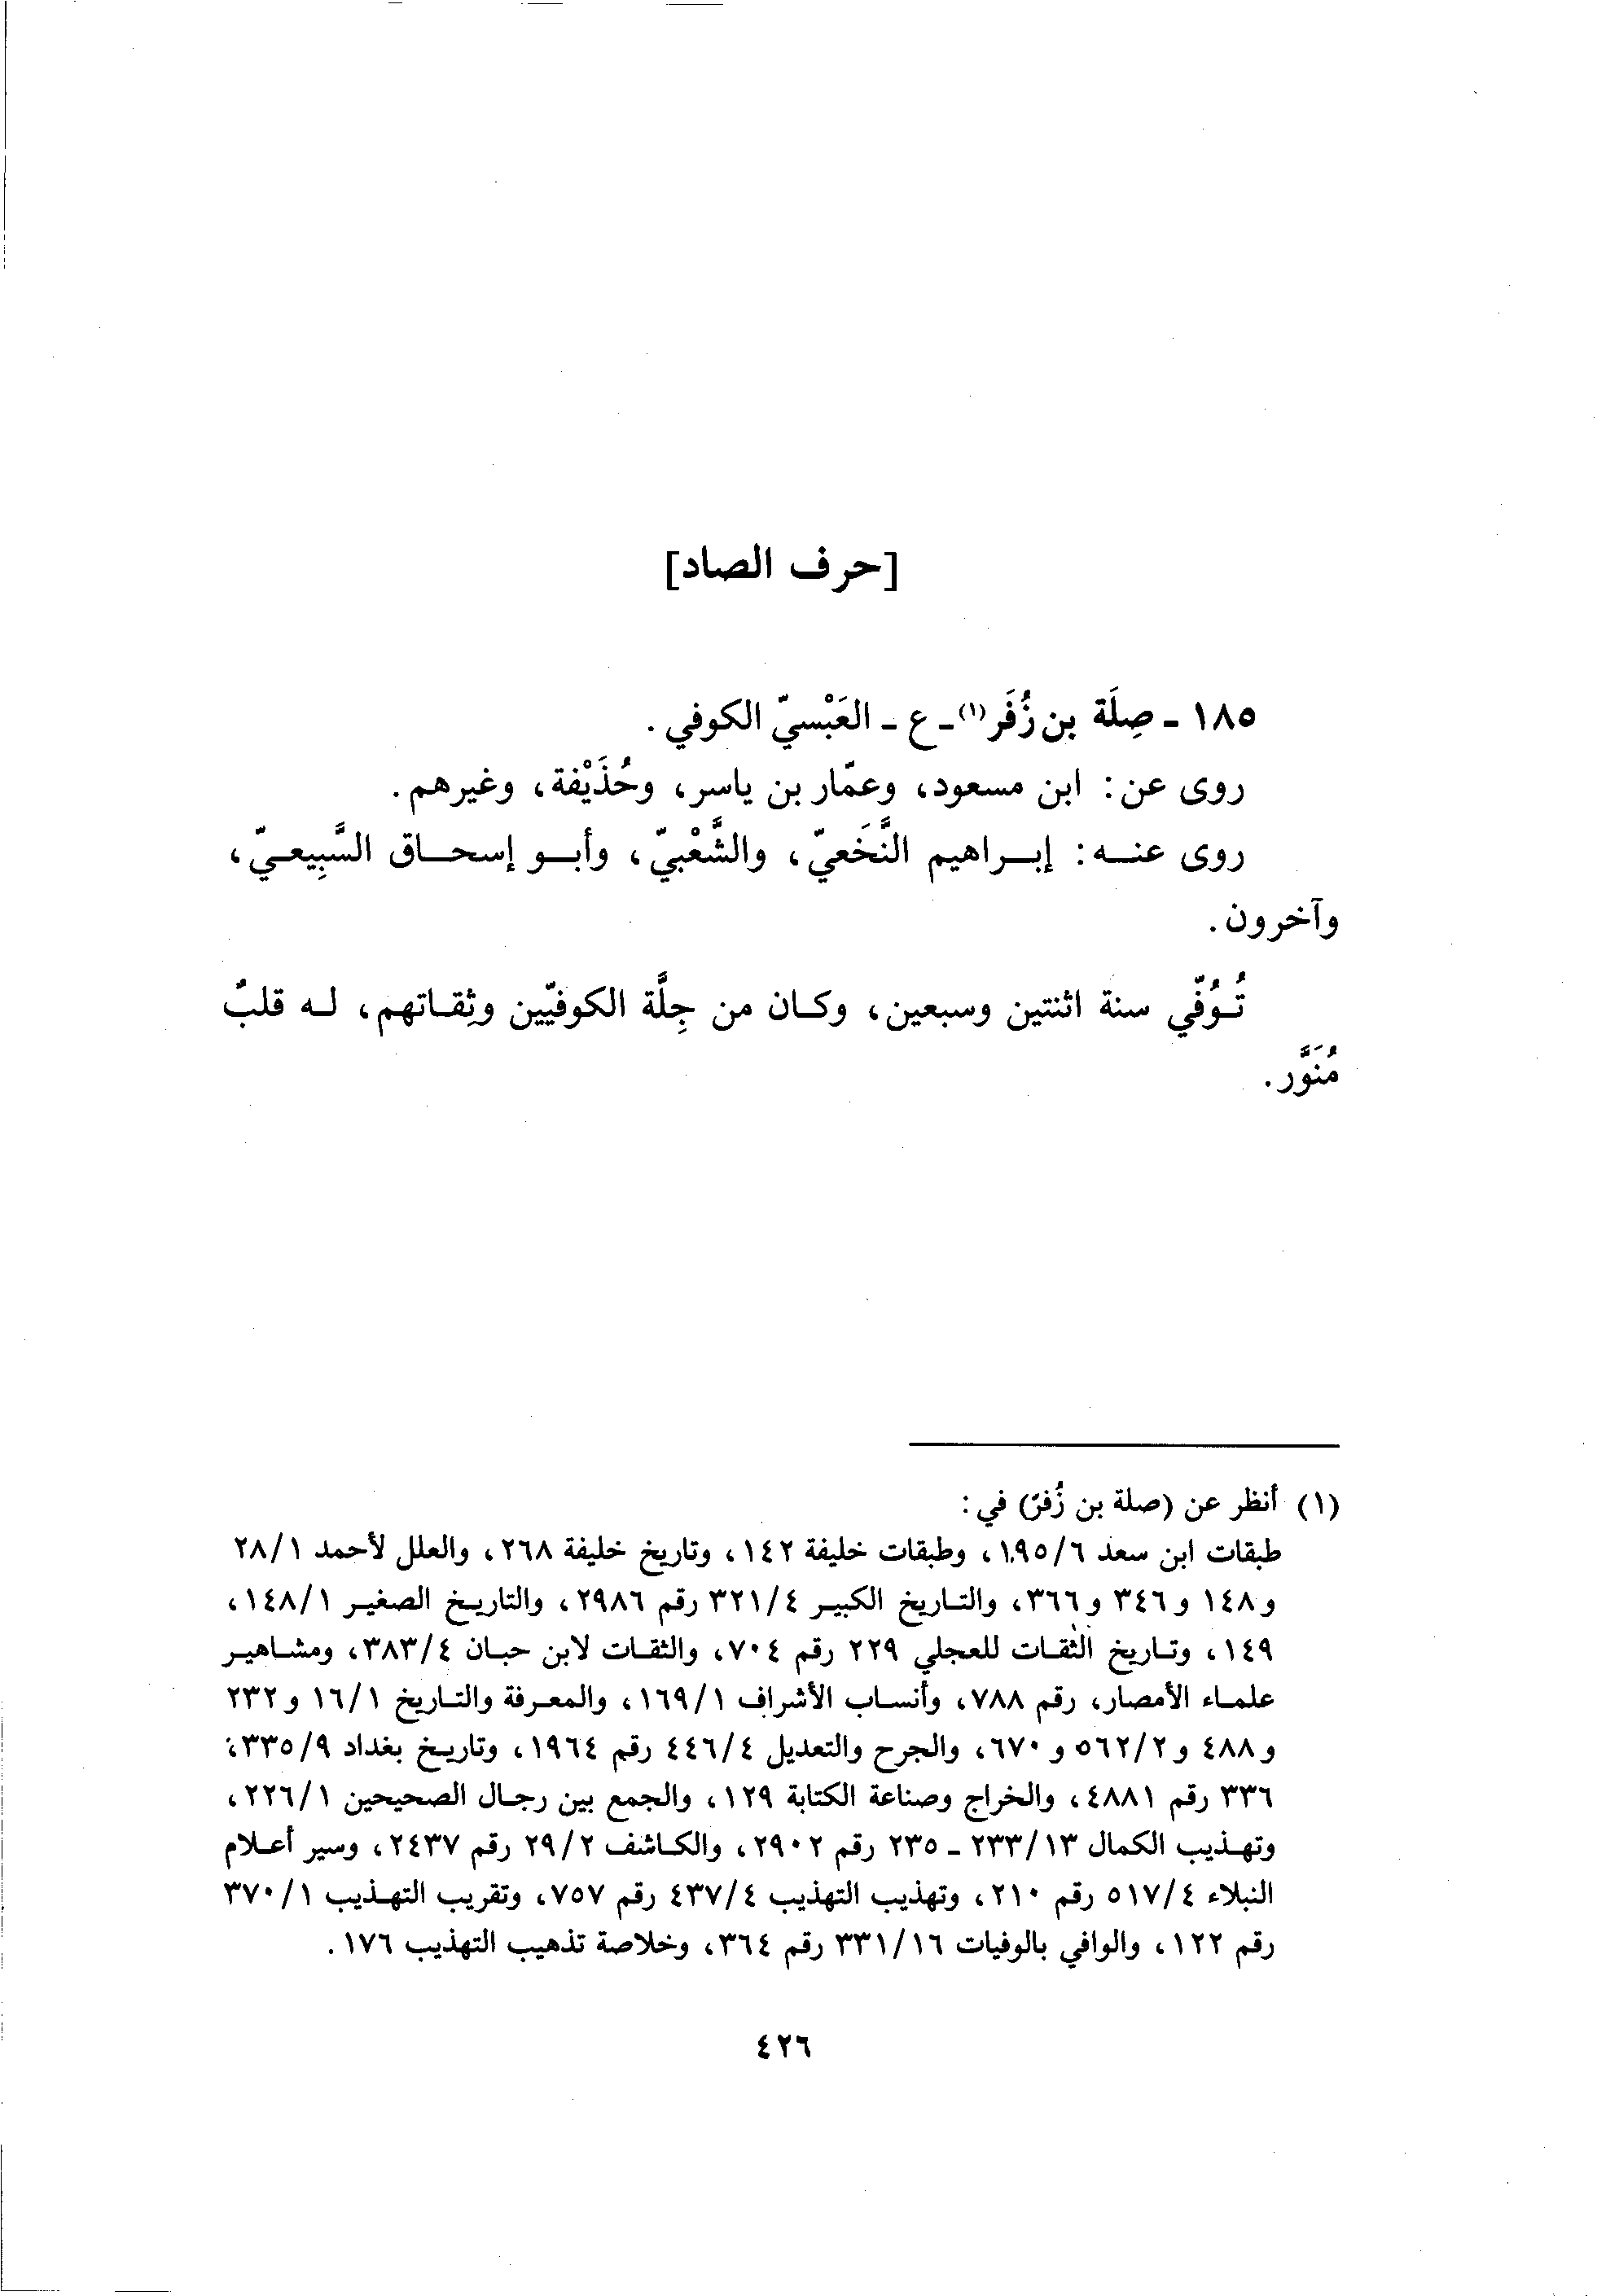 [حرف الصاد]
١٨٥ - صِلَة بن زُفَر(١) - ع - العَبْسيّ الكوفي.
روى عن: ابن مسعود، وعمّار بن ياسر، وحُذَيْفة، وغيرهم.
روى عنه: إبراهيم النَّخَعيّ، والشَّعْبيّ، وأبو إسحاق السَّبِيعيّ،
وآخرون.
تُوُفّي سنة اثنتين وسبعين، وكان من جِلَّة الكوفيّين وثِقاتهم، له قلبٌ
مُنَوَّر.
(١) أنظر عن (صلة بن زُفر) في:
طبقات ابن سعد ٦/١٩٥، وطبقات خليفة ١٤٢، وتاريخ خليفة ٢٦٨، والعلل لأحمد ١/٢٨
و١٤٨ و٣٤٦ و٣٦٦، والتاريخ الكبير ٤/٣٢١ رقم ٢٩٨٦، والتاريخ الصغير ١/١٤٨،
١٤٩، وتاريخ الثقات للعجلي ٢٢٩ رقم ٧٠٤، والثقات لابن حبان ٤/٣٨٣، ومشاهير
علماء الأمصار، رقم ٧٨٨، وأنساب الأشراف ١/١٦٩، والمعرفة والتاريخ ١/١٦ و٢٣٢
و٤٨٨ و٢/٥٦٢ و٦٧٠، والجرح والتعديل ٤/٤٤٦ رقم ١٩٦٤، وتاريخ بغداد ٩/٣٣٥،
٣٣٦ رقم ٤٨٨١، والخراج وصناعة الكتابة ١٢٩، والجمع بين رجال الصحيحين ١/٢٢٦،
وتهذيب الكمال ١٣/٢٣٣ - ٢٣٥ رقم ٢٩٠٢، والكاشف ٢/٢٩ رقم ٢٤٣٧، وسير أعلام
النبلاء ٤/٥١٧ رقم ٢١٠، وتهذيب التهذيب ٤/٤٣٧ رقم ٧٥٧، وتقريب التهذيب ١/٣٧٠
رقم ١٢٢، والوافي بالوفيات ١٦/٣٣١ رقم ٣٦٤، وخلاصة تذهيب التهذيب ١٧٦.
٤٢٦